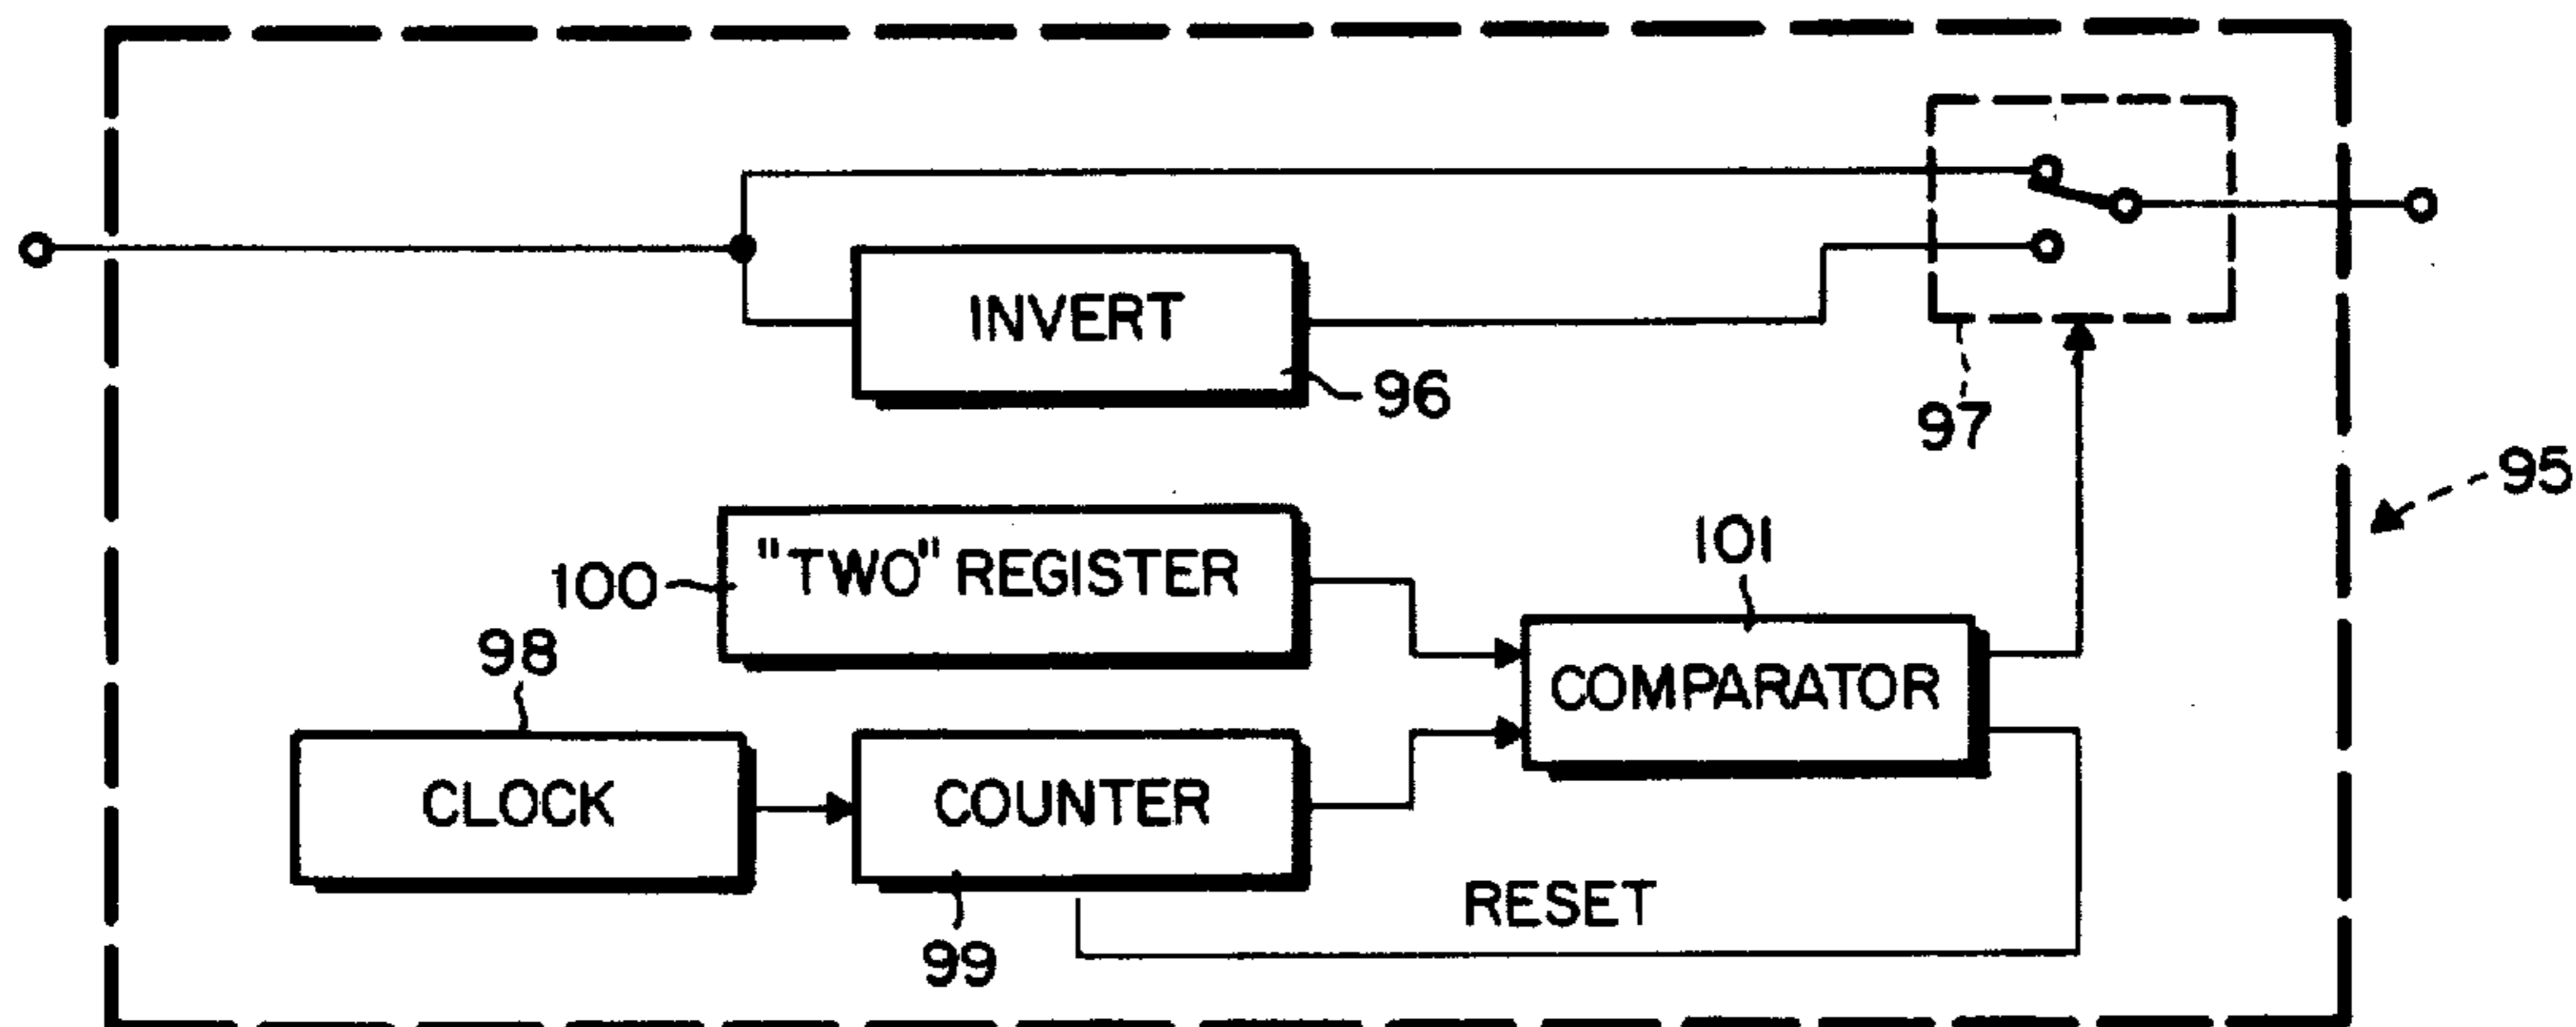 INVERT
96
97
95
"TWO" REGISTER
100
101
98
COMPARATOR
CLOCK
COUNTER
RESET
99